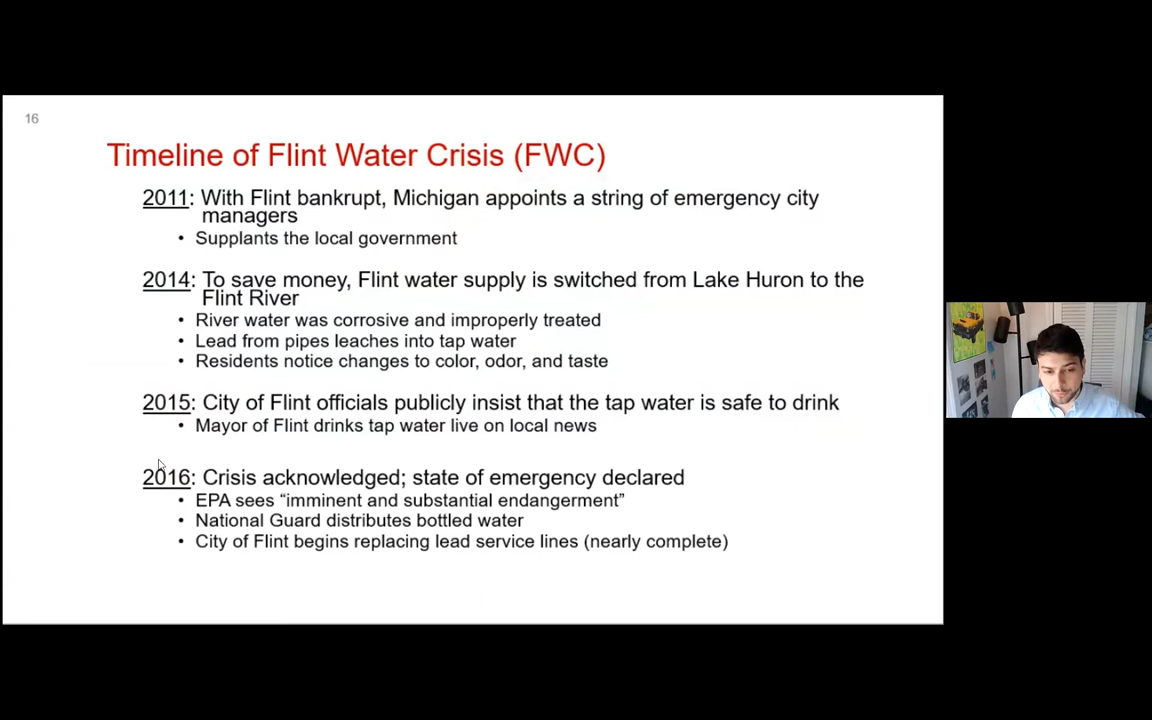 16
Timeline of Flint Water Crisis (FWC)
2011: With Flint bankrupt, Michigan appoints a string of emergency city
managers
• Supplants the local government
2014: To save money, Flint water supply is switched from Lake Huron to the
Flint River
• River water was corrosive and improperly treated
• Lead from pipes leaches into tap water
• Residents notice changes to color, odor, and taste
2015: City of Flint officials publicly insist that the tap water is safe to drink
• Mayor of Flint drinks tap water live on local news
2016: Crisis acknowledged; state of emergency declared
• EPA sees “imminent and substantial endangerment”
• National Guard distributes bottled water
• City of Flint begins replacing lead service lines (nearly complete)